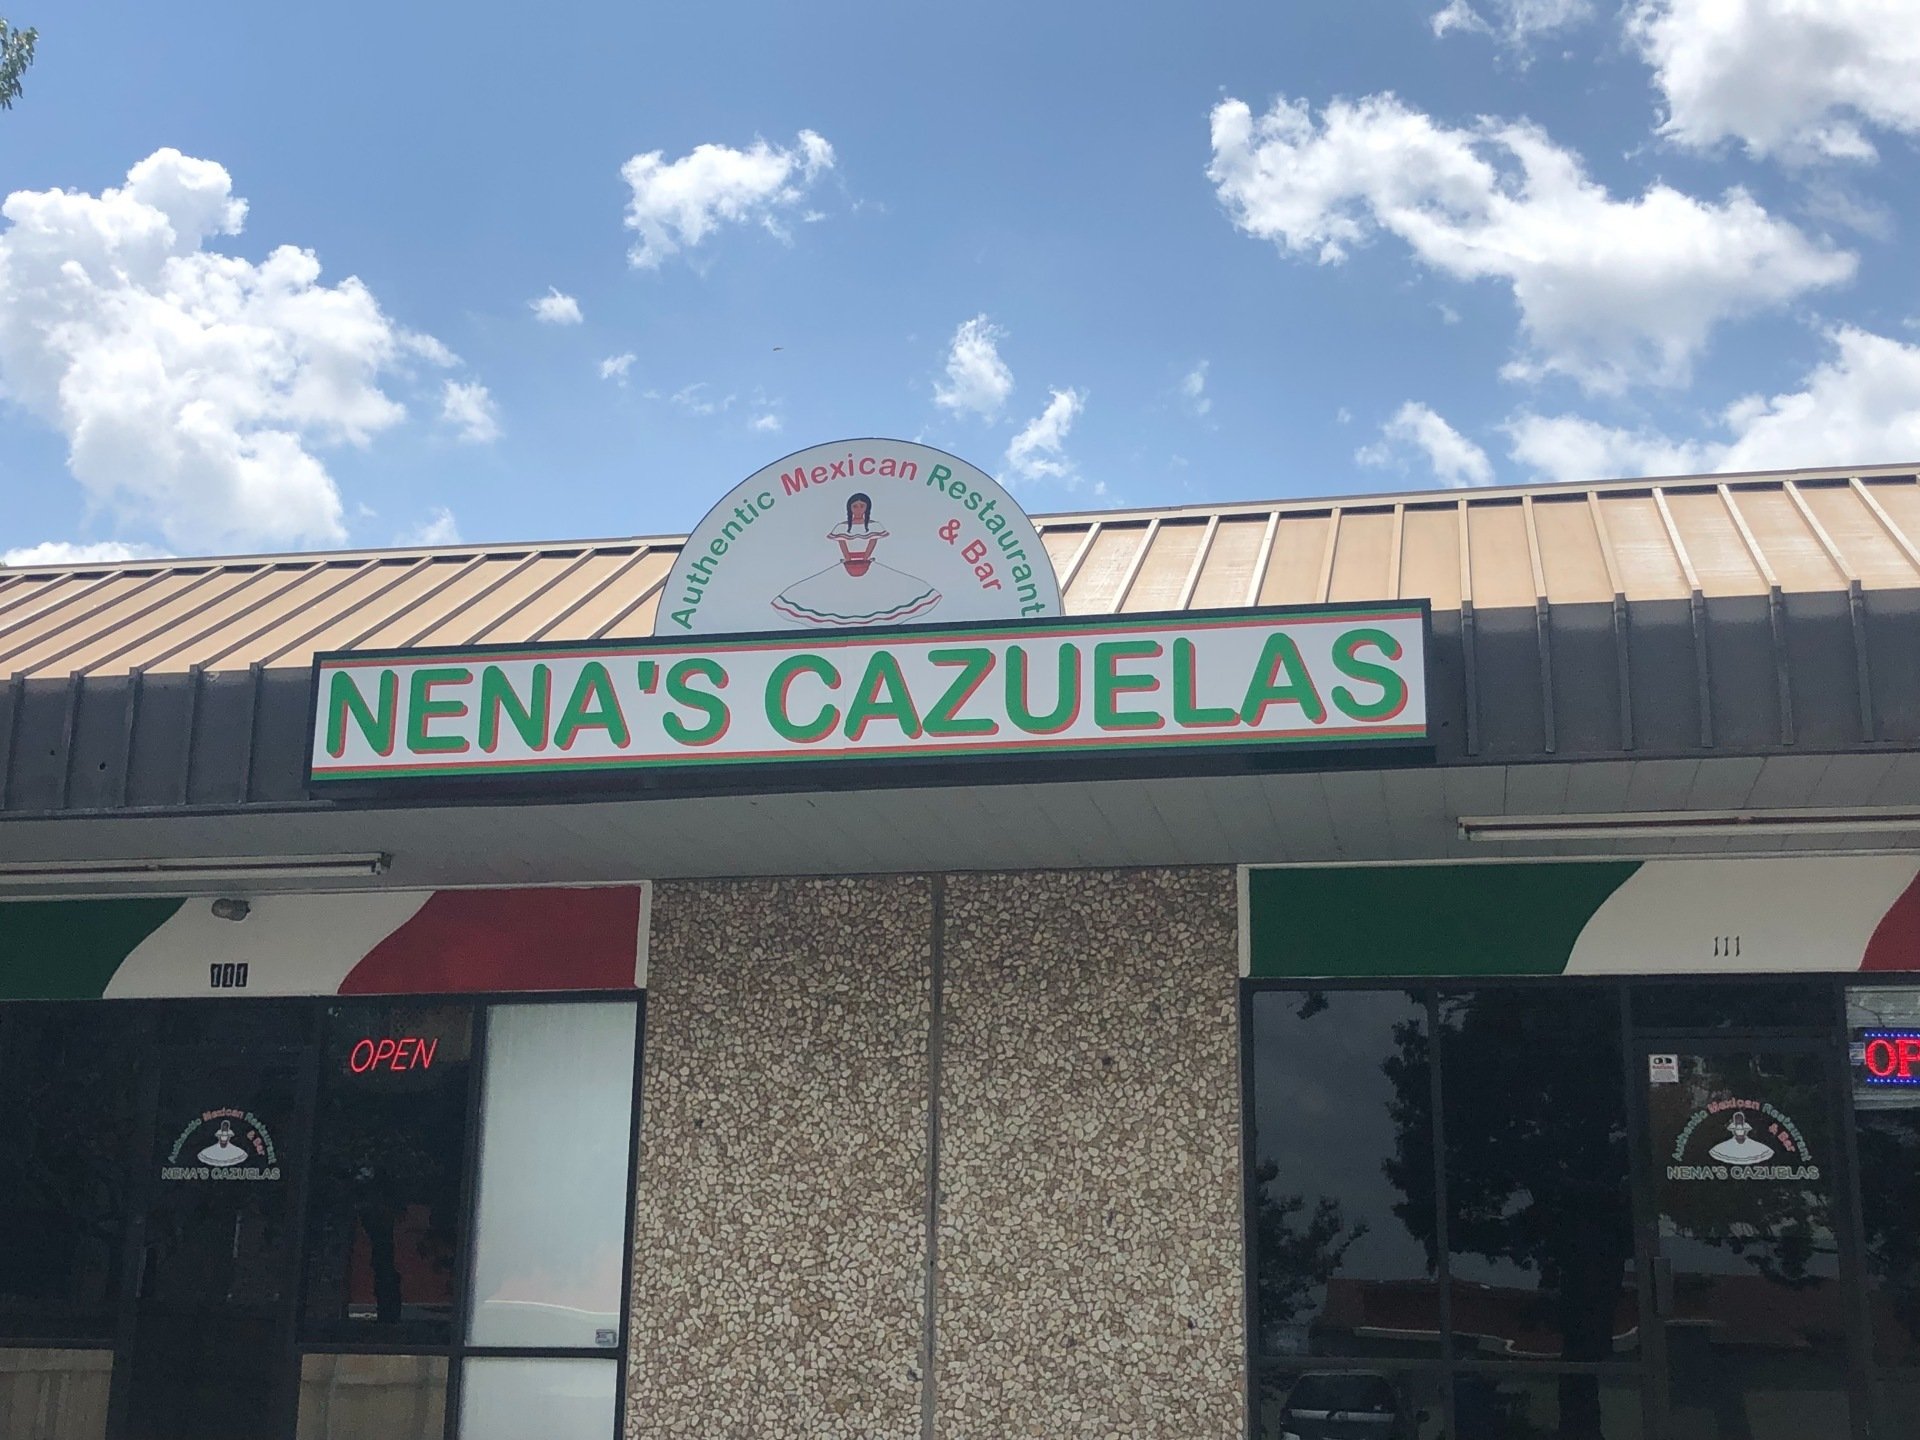 Authentic Mexican Restaurant
& Bar
NENA'S CAZUELAS
111
111
OPEN
OP
Authentic Mexican Restaurant
& Bar
NENA'S CAZUELAS
Authentic Mexican Restaurant
& Bar
NENA'S CAZUELAS